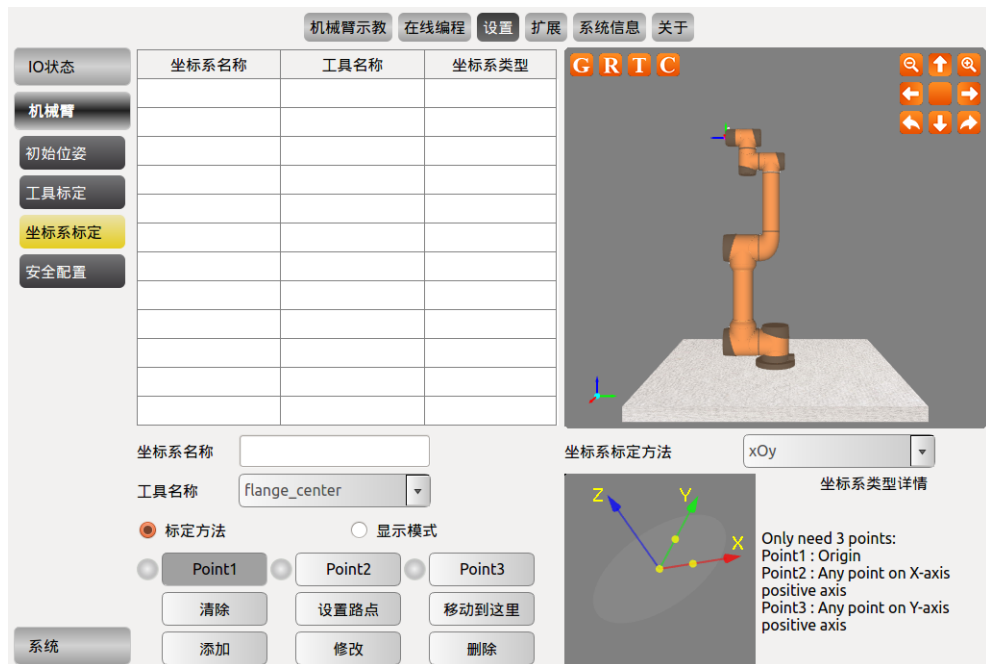 机械臂示教 在线编程 设置 扩展 系统信息 关于
IO状态
机械臂
初始位姿
工具标定
坐标系标定
安全配置
系统
坐标系名称 工具名称 坐标系类型
G R T C
坐标系名称
工具名称 flange_center
标定方法 显示模式
Point1 Point2 Point3
清除 设置路点 移动到这里
添加 修改 删除
坐标系标定方法 xOy
坐标系类型详情
Z Y X
Only need 3 points:
Point1 : Origin
Point2 : Any point on X-axis
positive axis
Point3 : Any point on Y-axis
positive axis